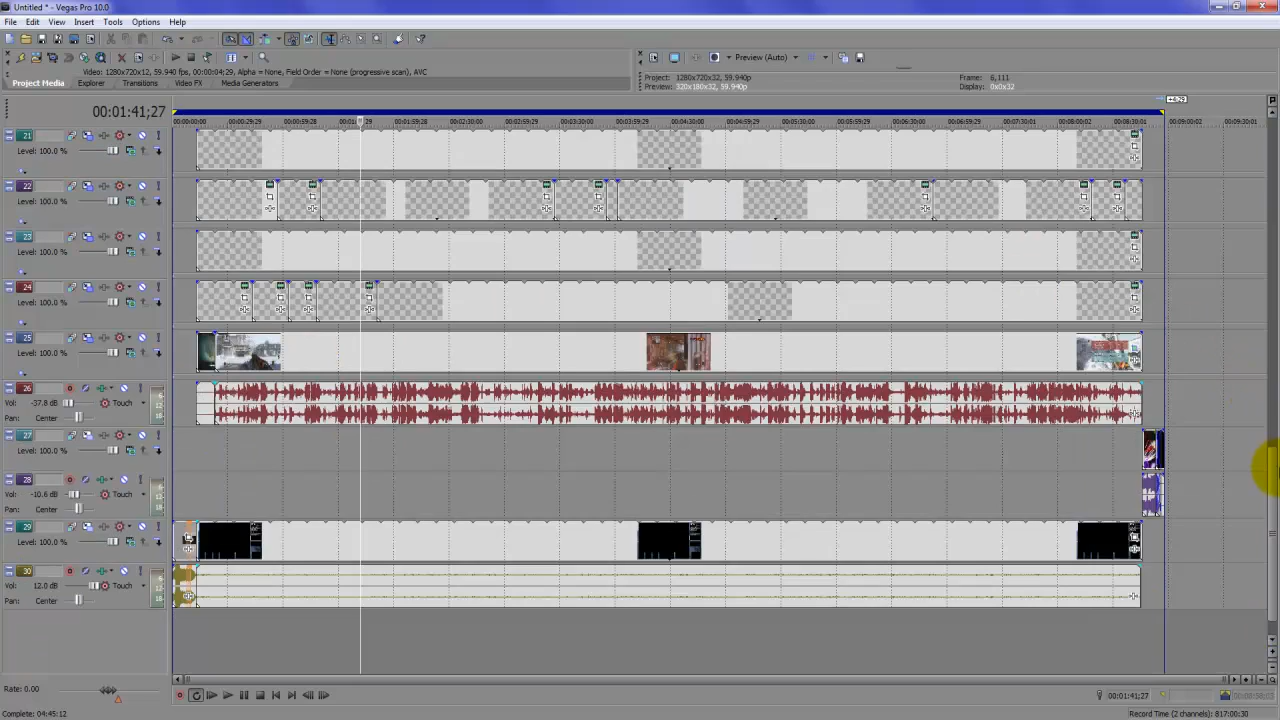 Untitled * - Vegas Pro 10.0
File Edit View Insert Tools Options Help
Preview (Auto)
Video: 1280x720x12, 59.940 fps, 00:00:04;29, Alpha = None, Field Order = None (progressive scan), AVC
Project: 1280x720x32, 59.940p
Frame: 6,111
Project Media Explorer Transitions Video FX Media Generators
Preview: 320x180x32, 59.940p
Display: 0x0x32
+4;29
00:01:41;27
00:00:00;00 00:00:29;29 00:00:59;28 00:01:59;28 00:02:30;00 00:02:59;29 00:03:30;00 00:03:59;29 00:04:30;00 00:04:59;29 00:05:30;00 00:05:59;29 00:06:30;00 00:06:59;29 00:07:30;01 00:08:00;02 00:08:30;01 00:09:00;02 00:09:30;01
21
Level: 100.0 %
22
Level: 100.0 %
23
Level: 100.0 %
24
Level: 100.0 %
25
Level: 100.0 %
26
Vol: -37.8 dB Touch
Pan: Center
27
Level: 100.0 %
28
Vol: -10.6 dB Touch
Pan: Center
29
Level: 100.0 %
30
Vol: 12.0 dB Touch
Pan: Center
Rate: 0.00
00:01:41;27
Complete: 04:45:12
Record Time (2 channels): 817:00:30